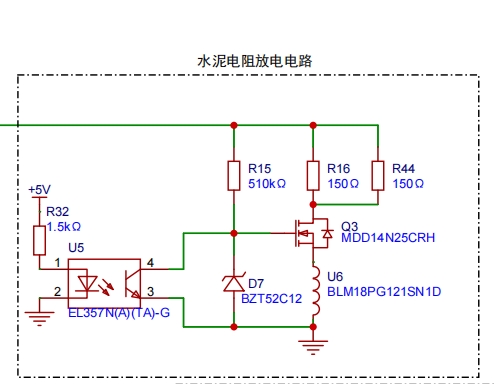 水泥电阻放电电路
R15
510kΩ
R16
150Ω
R44
150Ω
+5V
R32
1.5kΩ
Q3
MDD14N25CRH
U5
1
4
2
3
EL357N(A)(TA)-G
D7
BZT52C12
U6
BLM18PG121SN1D